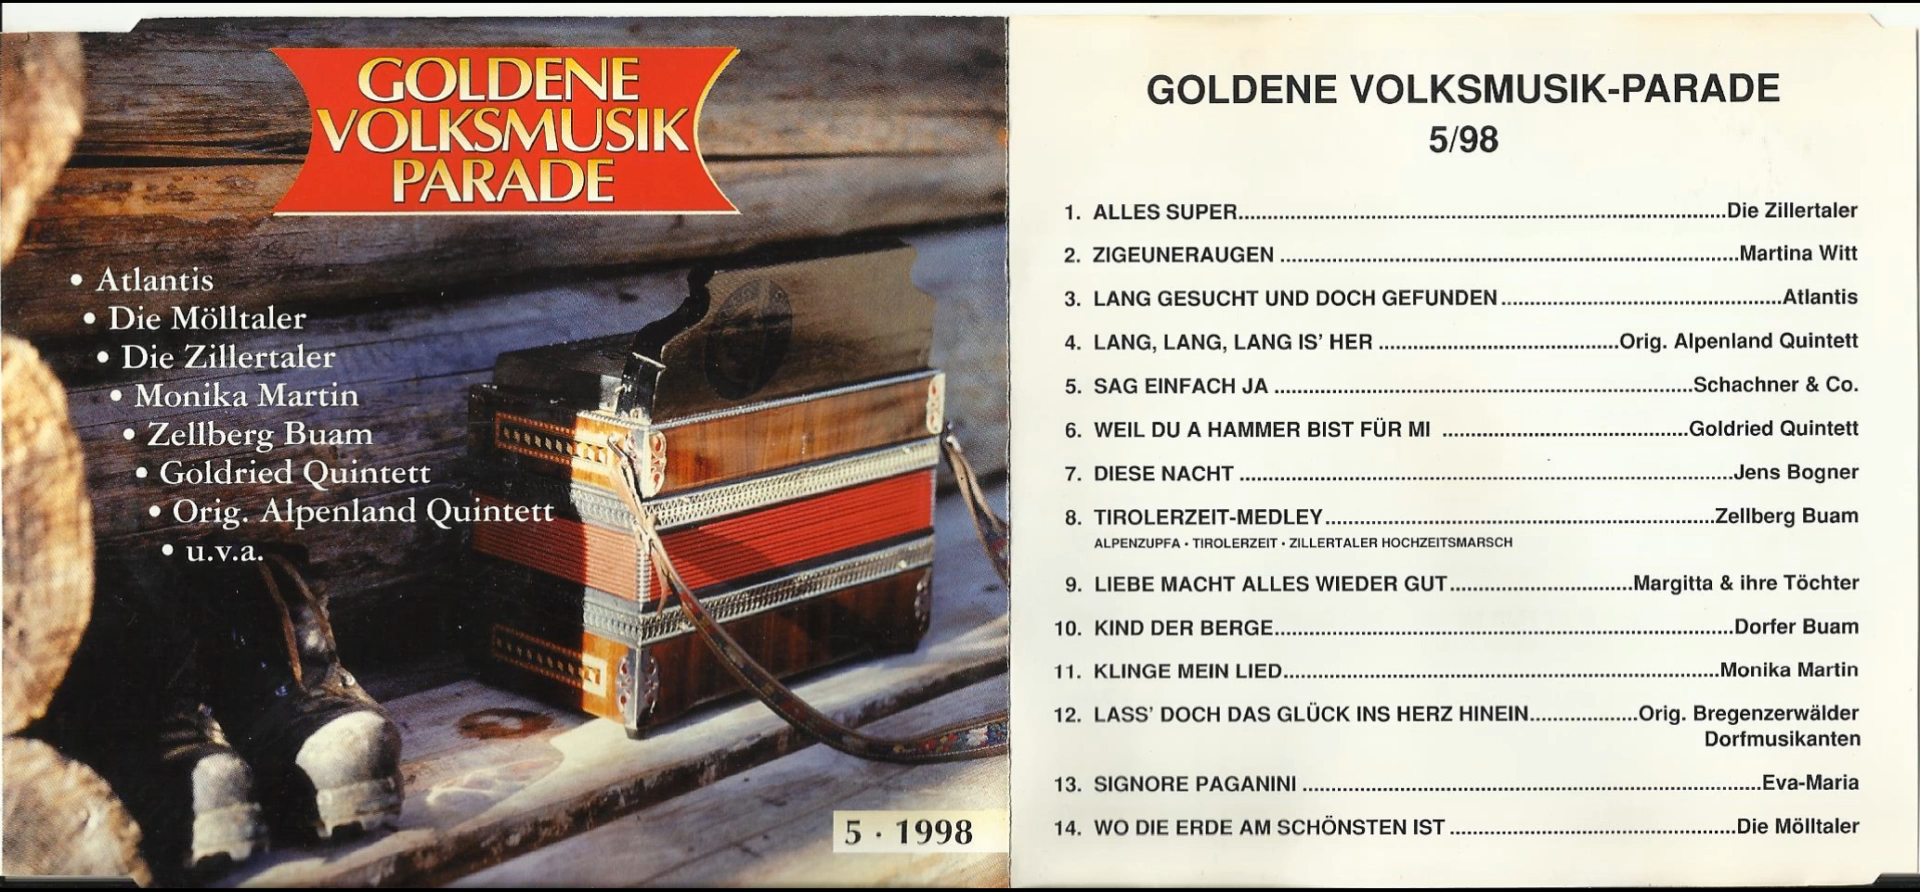 GOLDENE
VOLKSMUSIK
PARADE
• Atlantis
• Die Mölltaler
• Die Zillertaler
• Monika Martin
• Zellberg Buam
• Goldried Quintett
• Orig. Alpenland Quintett
• u.v.a.
5 · 1998
GOLDENE VOLKSMUSIK-PARADE
5/98
1. ALLES SUPER..........Die Zillertaler
2. ZIGEUNERAUGEN ..........Martina Witt
3. LANG GESUCHT UND DOCH GEFUNDEN..........Atlantis
4. LANG, LANG, LANG IS' HER ..........Orig. Alpenland Quintett
5. SAG EINFACH JA ..........Schachner & Co.
6. WEIL DU A HAMMER BIST FÜR MI ..........Goldried Quintett
7. DIESE NACHT ..........Jens Bogner
8. TIROLERZEIT-MEDLEY..........Zellberg Buam
ALPENZUPFA • TIROLERZEIT • ZILLERTALER HOCHZEITSMARSCH
9. LIEBE MACHT ALLES WIEDER GUT..........Margitta & ihre Töchter
10. KIND DER BERGE..........Dorfer Buam
11. KLINGE MEIN LIED..........Monika Martin
12. LASS' DOCH DAS GLÜCK INS HERZ HINEIN..........Orig. Bregenzerwälder
Dorfmusikanten
13. SIGNORE PAGANINI ..........Eva-Maria
14. WO DIE ERDE AM SCHÖNSTEN IST ..........Die Mölltaler